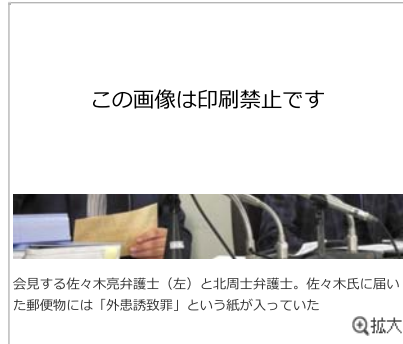 この画像は印刷禁止です
会見する佐々木亮弁護士（左）と北周士弁護士。佐々木氏に届い
た郵便物には「外患誘致罪」という紙が入っていた
拡大